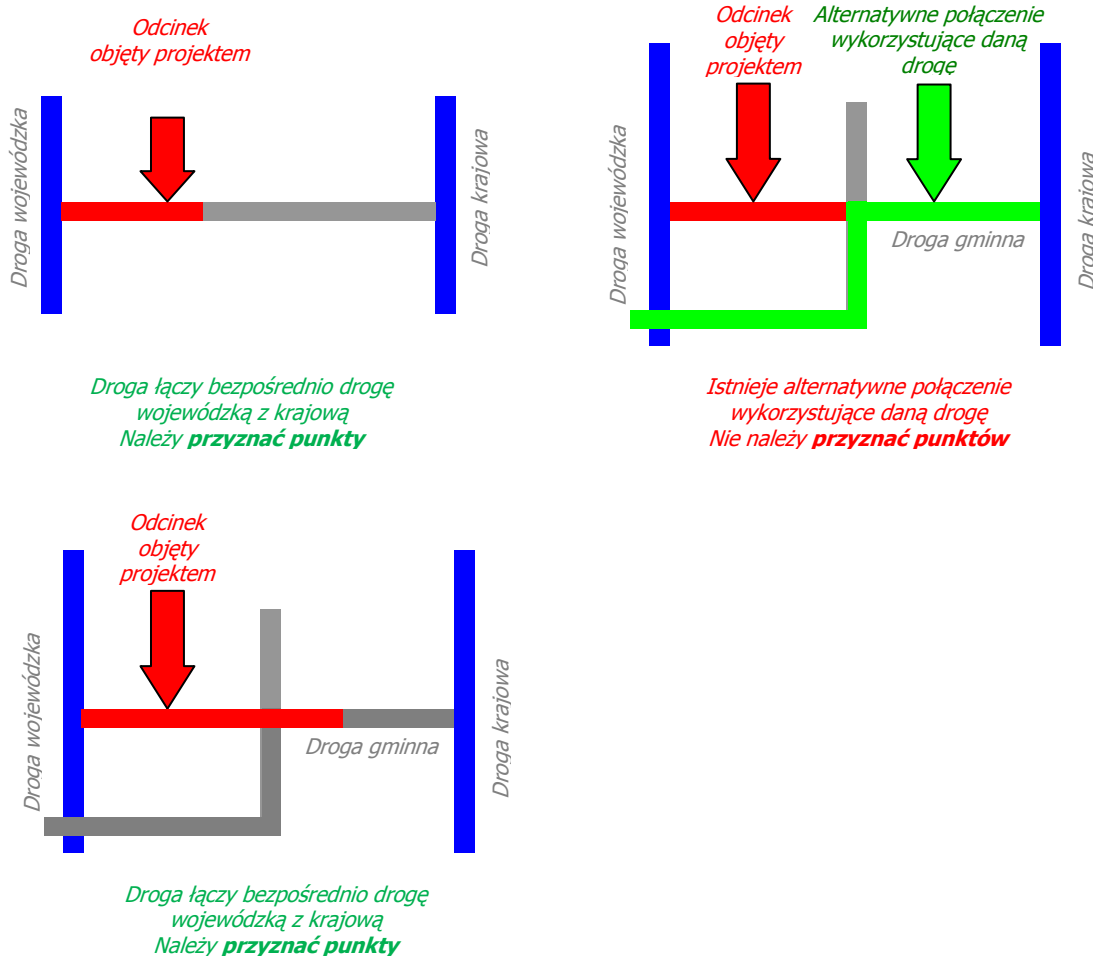 Odcinek
objęty projektem
Droga wojewódzka
Droga krajowa
Droga łączy bezpośrednio drogę
wojewódzką z krajową
Należy przyznać punkty
Odcinek
objęty
projektem
Alternatywne połączenie
wykorzystujące daną
drogę
Droga wojewódzka
Droga gminna
Droga krajowa
Istnieje alternatywne połączenie
wykorzystujące daną drogę
Nie należy przyznać punktów
Odcinek
objęty
projektem
Droga wojewódzka
Droga gminna
Droga krajowa
Droga łączy bezpośrednio drogę
wojewódzką z krajową
Należy przyznać punkty